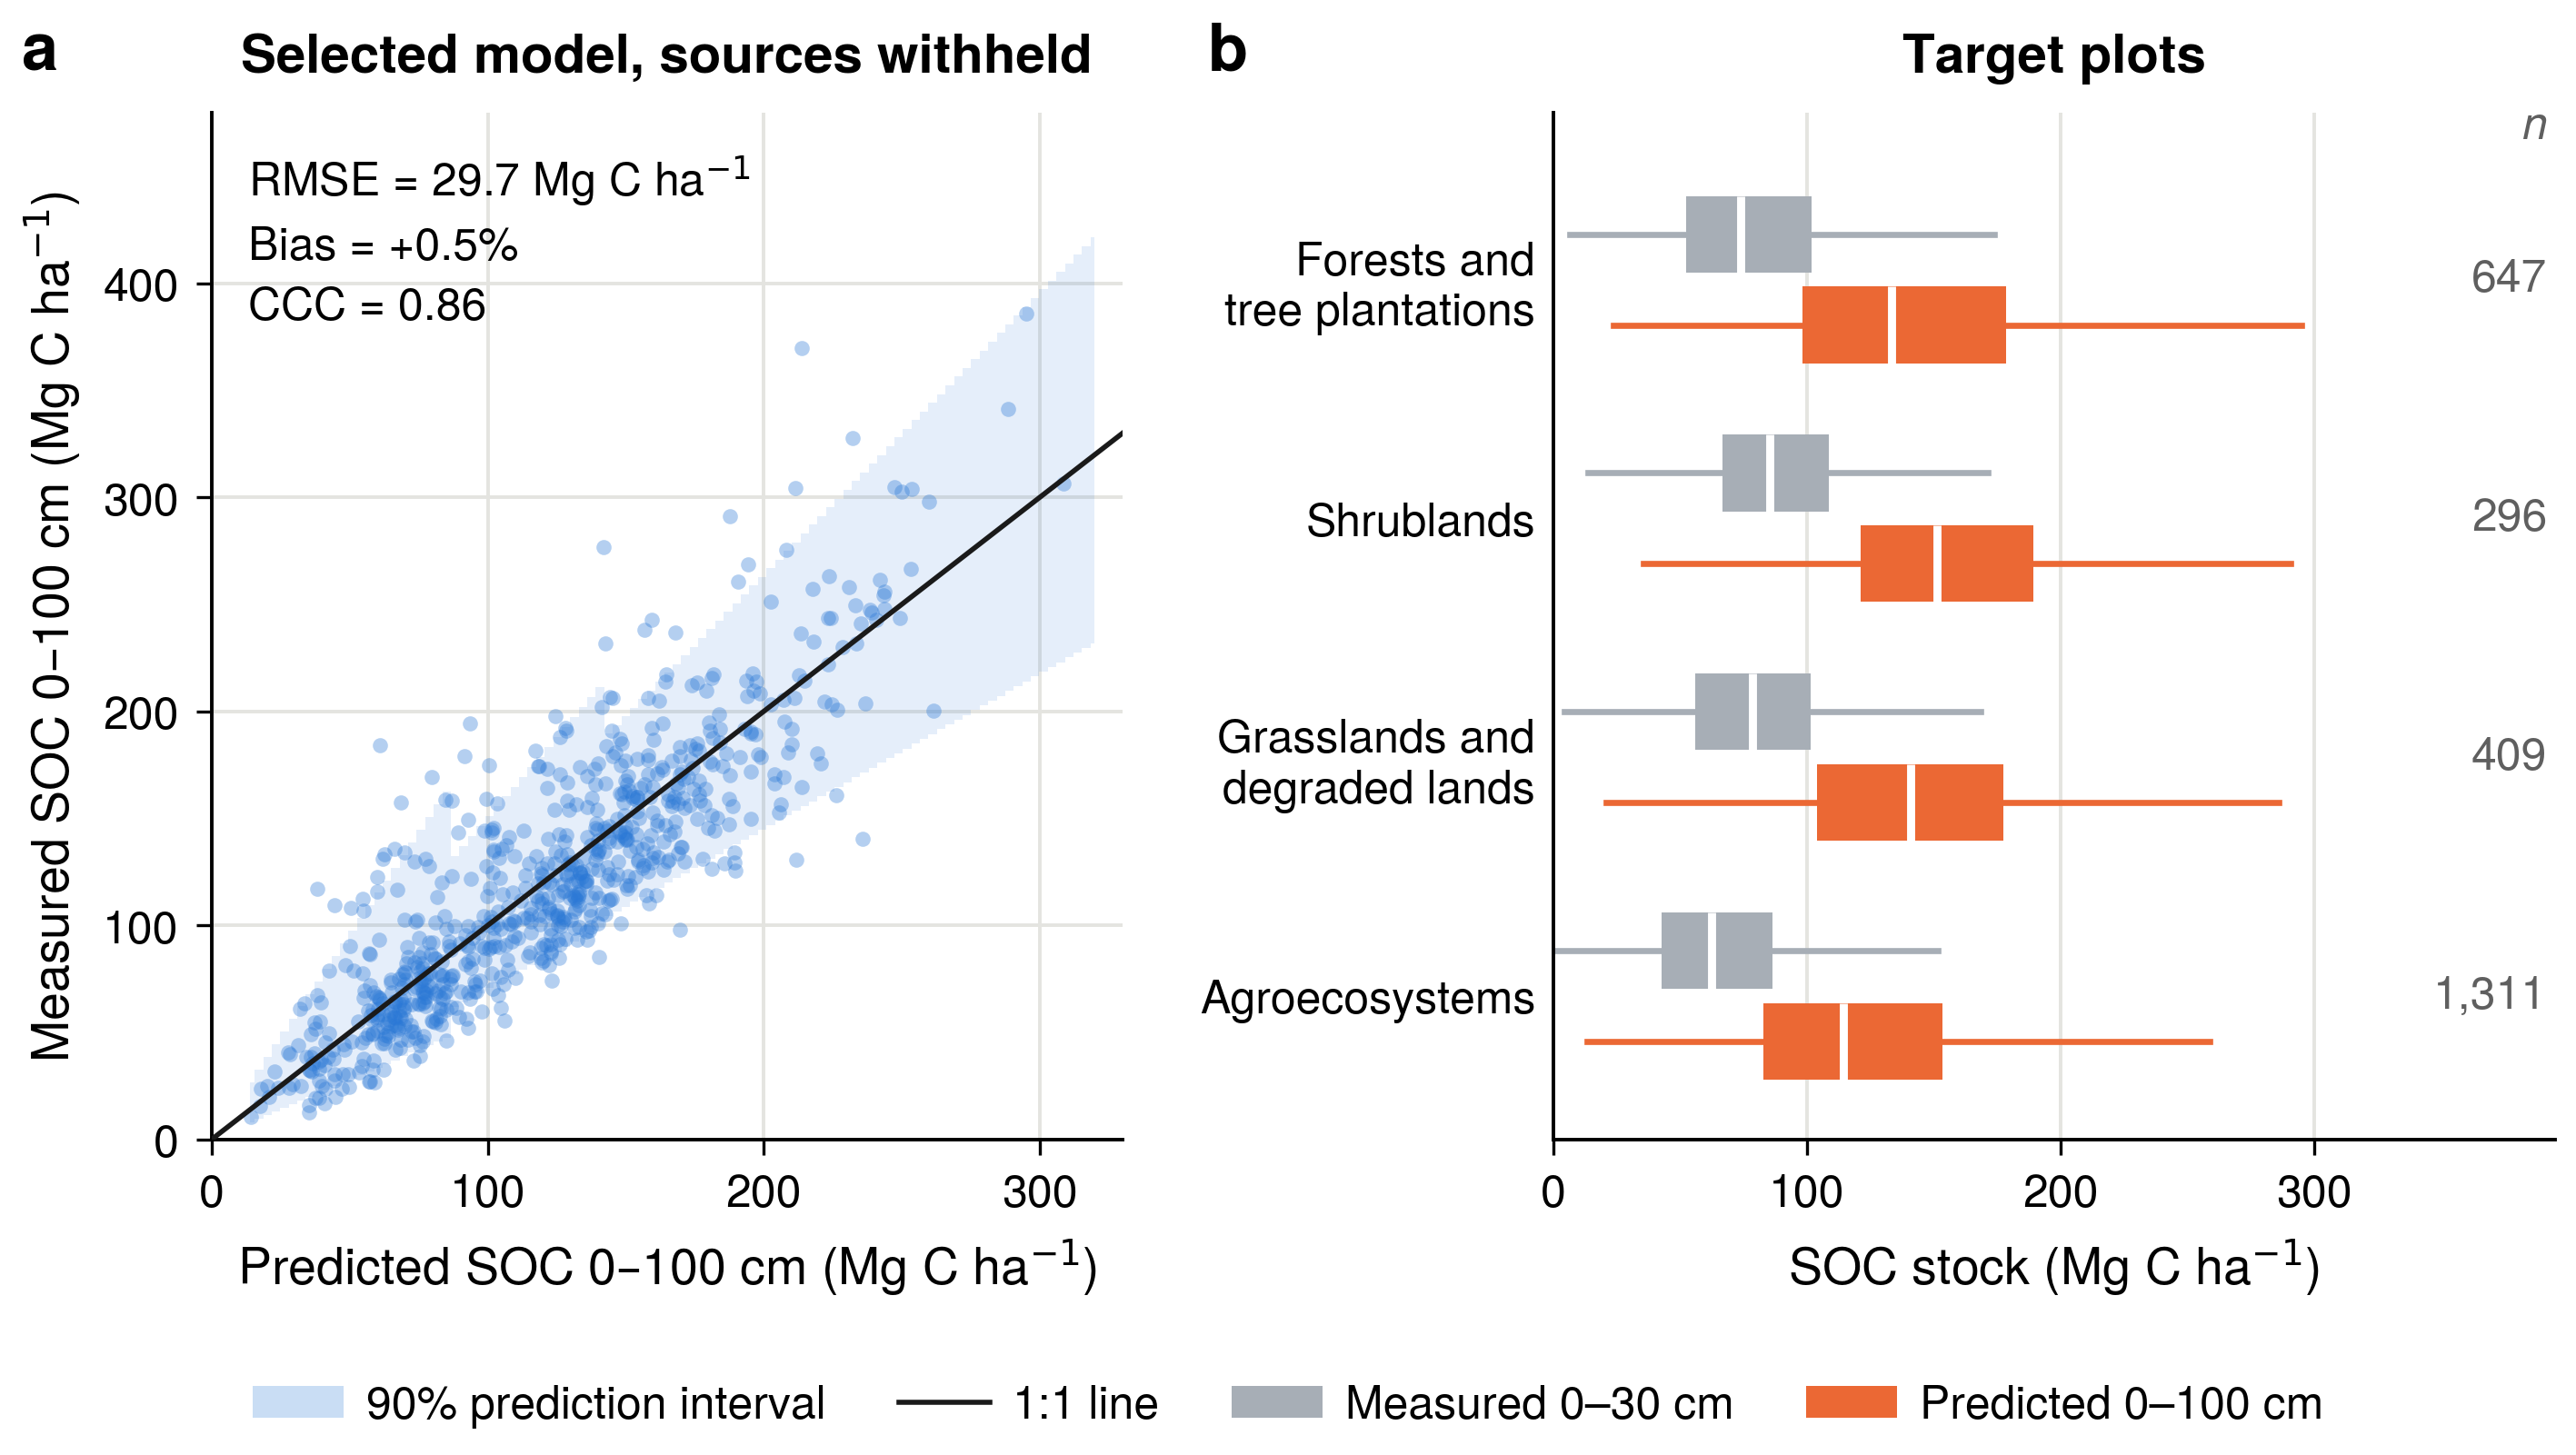 a
Selected model, sources withheld
RMSE = 29.7 Mg C ha⁻¹
Bias = +0.5%
CCC = 0.86
Measured SOC 0–100 cm (Mg C ha⁻¹)
400
300
200
100
0
0 100 200 300
Predicted SOC 0–100 cm (Mg C ha⁻¹)
b
Target plots
n
Forests and
tree plantations
647
Shrublands
296
Grasslands and
degraded lands
409
Agroecosystems
1,311
0 100 200 300
SOC stock (Mg C ha⁻¹)
90% prediction interval
1:1 line
Measured 0–30 cm
Predicted 0–100 cm